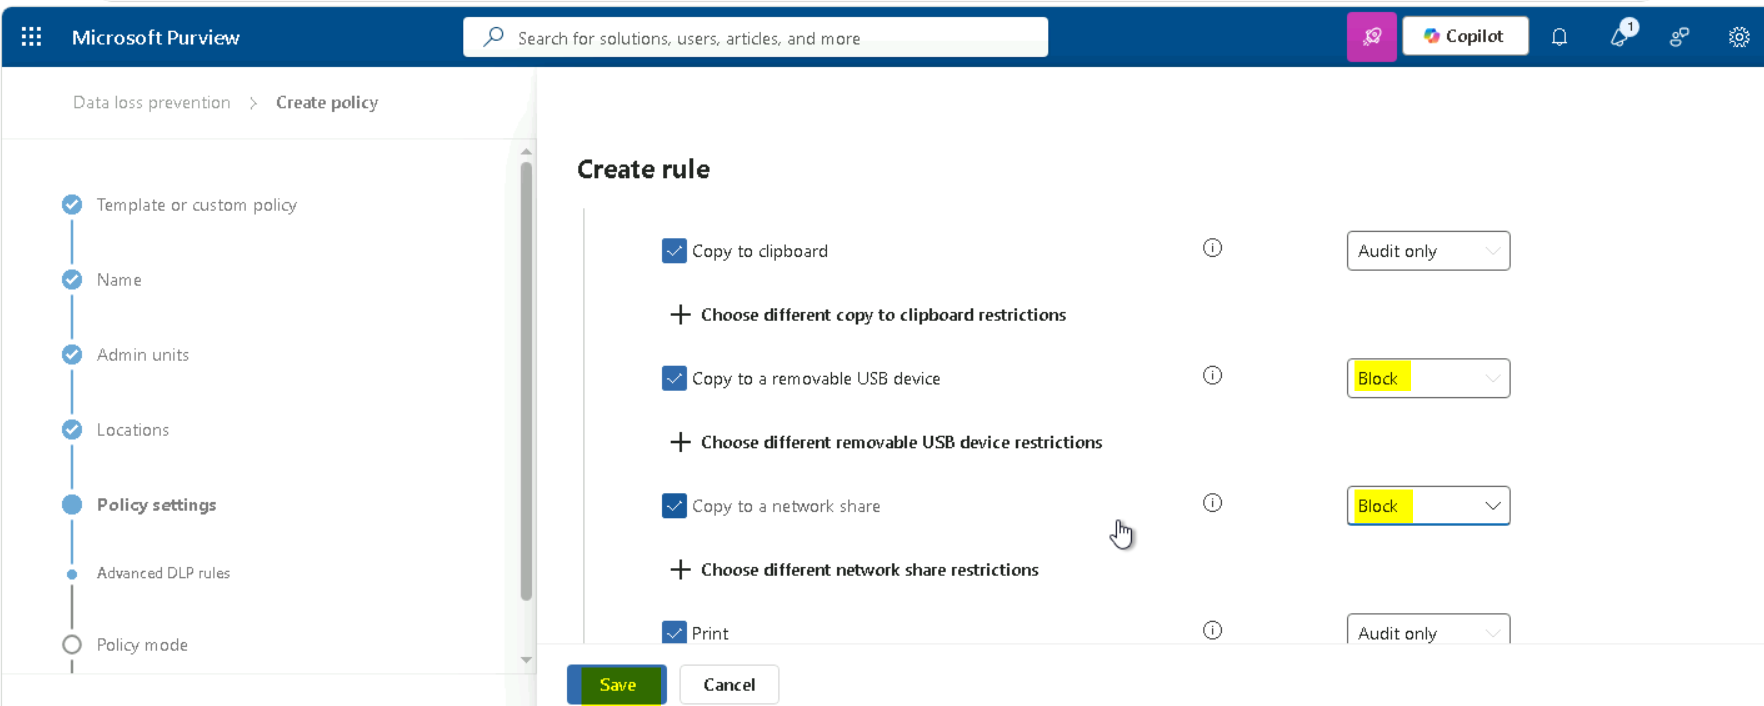 Microsoft Purview
Search for solutions, users, articles, and more
Copilot
1
Data loss prevention > Create policy
Template or custom policy
Name
Admin units
Locations
Policy settings
Advanced DLP rules
Policy mode
Create rule
Copy to clipboard
Audit only
+ Choose different copy to clipboard restrictions
Copy to a removable USB device
Block
+ Choose different removable USB device restrictions
Copy to a network share
Block
+ Choose different network share restrictions
Print
Audit only
Save
Cancel